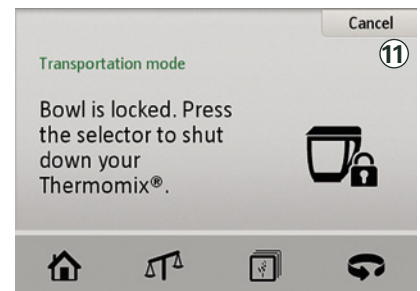 Cancel
11
Transportation mode
Bowl is locked. Press
the selector to shut
down your
Thermomix®.